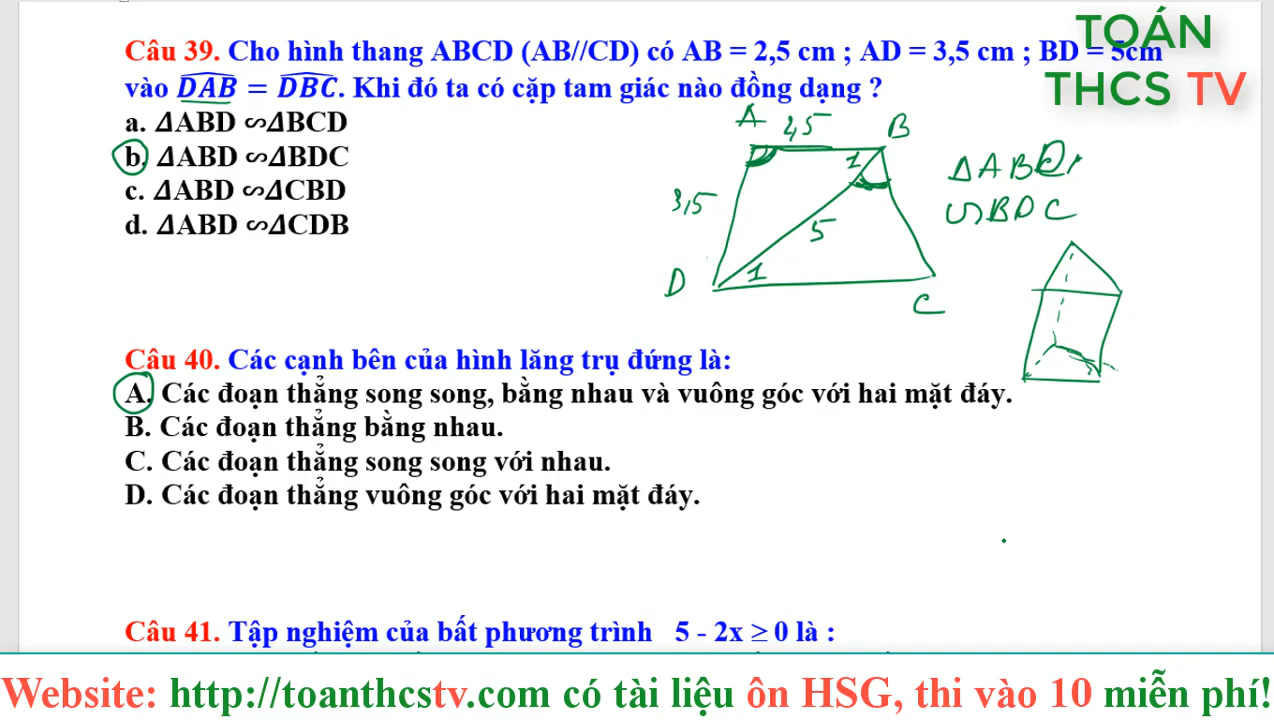 Câu 39. Cho hình thang ABCD (AB//CD) có AB = 2,5 cm ; AD = 3,5 cm ; BD = 5cm
TOÁN
THCS TV
vào DAB = DBC. Khi đó ta có cặp tam giác nào đồng dạng ?
a. ΔABD ∽ΔBCD
b. ΔABD ∽ΔBDC
c. ΔABD ∽ΔCBD
d. ΔABD ∽ΔCDB
A 2,5 B
1
3,5
5
D 1
C
Δ ABD
∽ BDC
Câu 40. Các cạnh bên của hình lăng trụ đứng là:
A. Các đoạn thẳng song song, bằng nhau và vuông góc với hai mặt đáy.
B. Các đoạn thẳng bằng nhau.
C. Các đoạn thẳng song song với nhau.
D. Các đoạn thẳng vuông góc với hai mặt đáy.
Câu 41. Tập nghiệm của bất phương trình 5 - 2x ≥ 0 là :
Website: http://toanthcstv.com có tài liệu ôn HSG, thi vào 10 miễn phí!